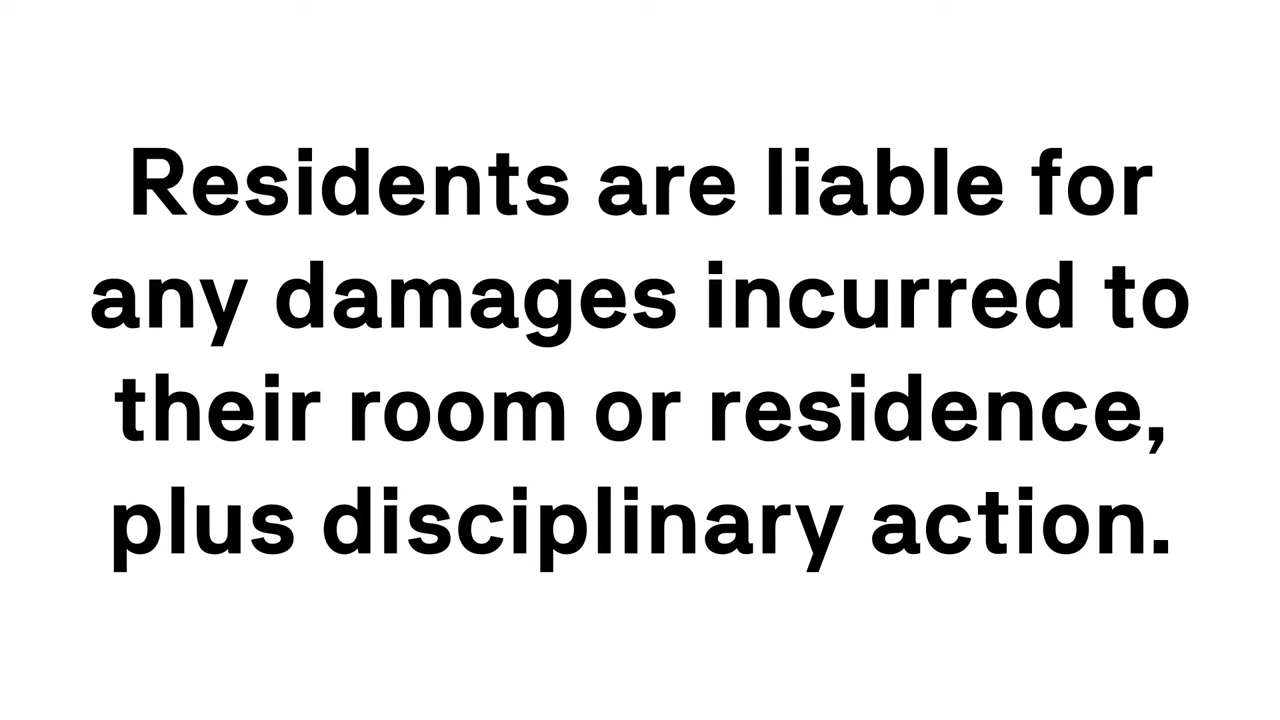 Residents are liable for
any damages incurred to
their room or residence,
plus disciplinary action.